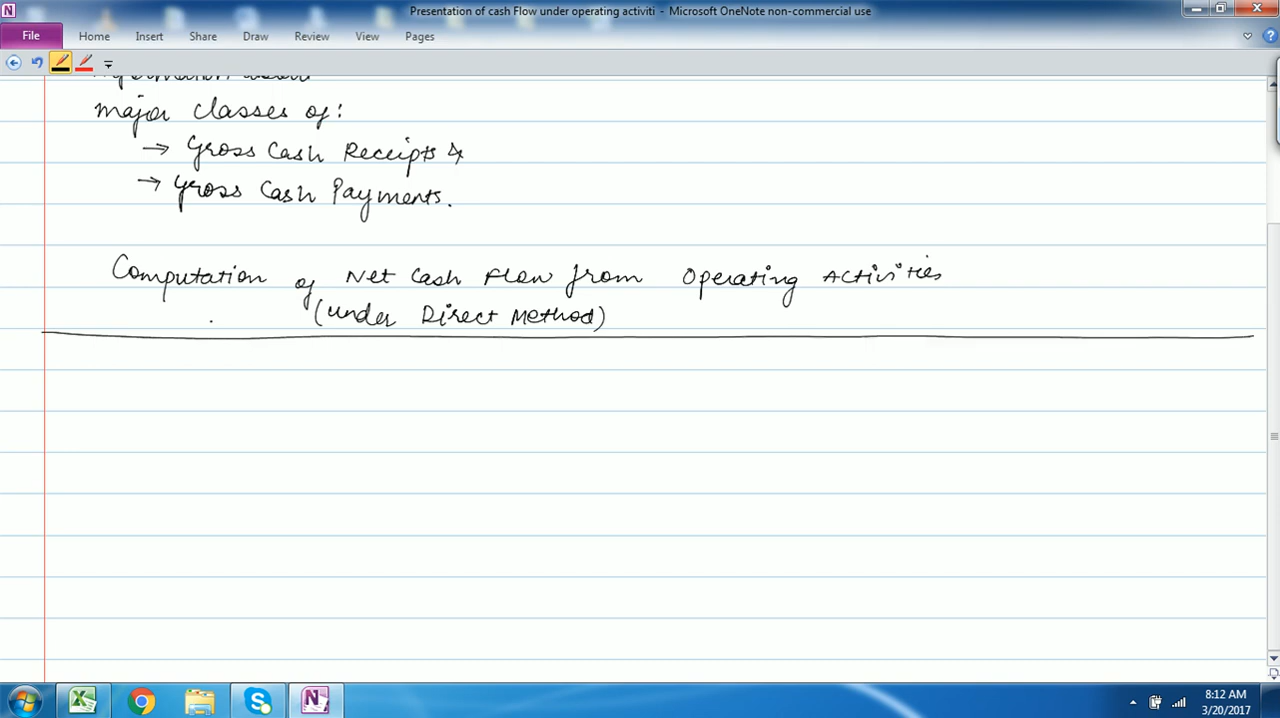 Presentation of cash Flow under operating activiti - Microsoft OneNote non-commercial use
File Home Insert Share Draw Review View Pages
major classes of:
→ Gross Cash Receipts &
→ Gross Cash Payments.
Computation of Net Cash Flow from Operating Activities
(under Direct Method)
8:12 AM
3/20/2017